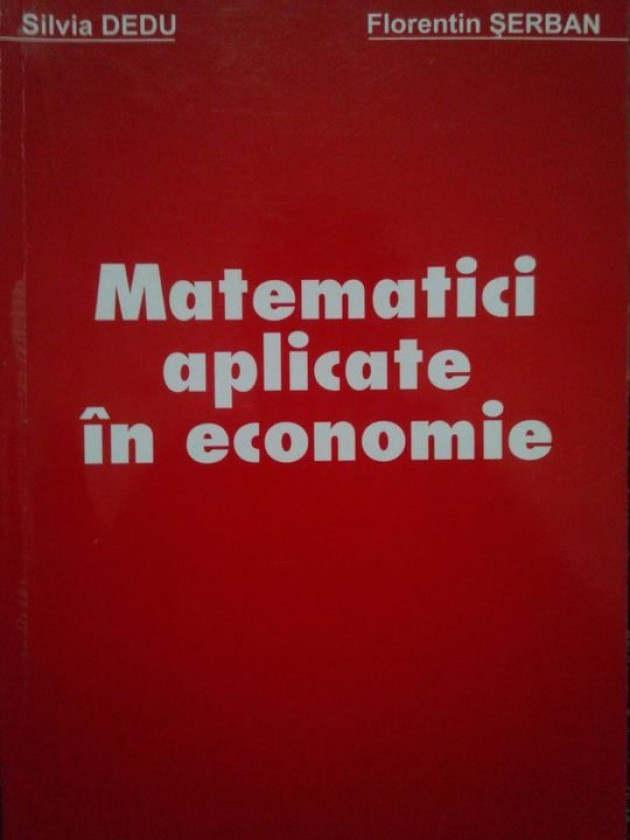 Silvia DEDU
Florentin ŞERBAN
Matematici
aplicate
în economie